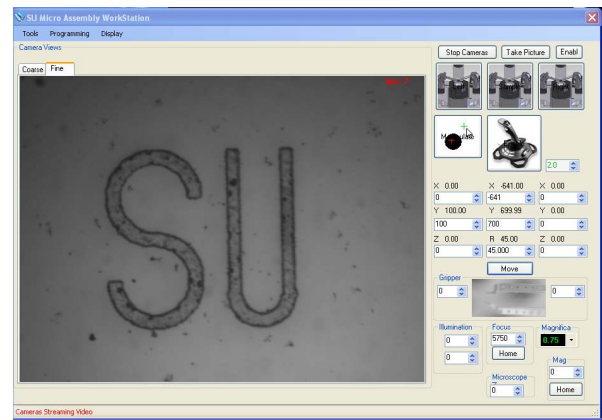 SU Micro Assembly WorkStation
Tools Programming Display
Camera Views
Stop Cameras Take Picture Enabl
Coarse Fine
SU
2.0
X 0.00 X -641.00 X 0.00
0 -641 0
Y 100.00 Y 699.99 Y 0.00
100 700 0
Z 0.00 R 45.00 Z 0.00
0 45.000 0
Move
Gripper
0 0
Illumination Focus Magnifica
0 5750 0.75
0 Home Mag
Microscope 0
0 Home
Cameras Streaming Video